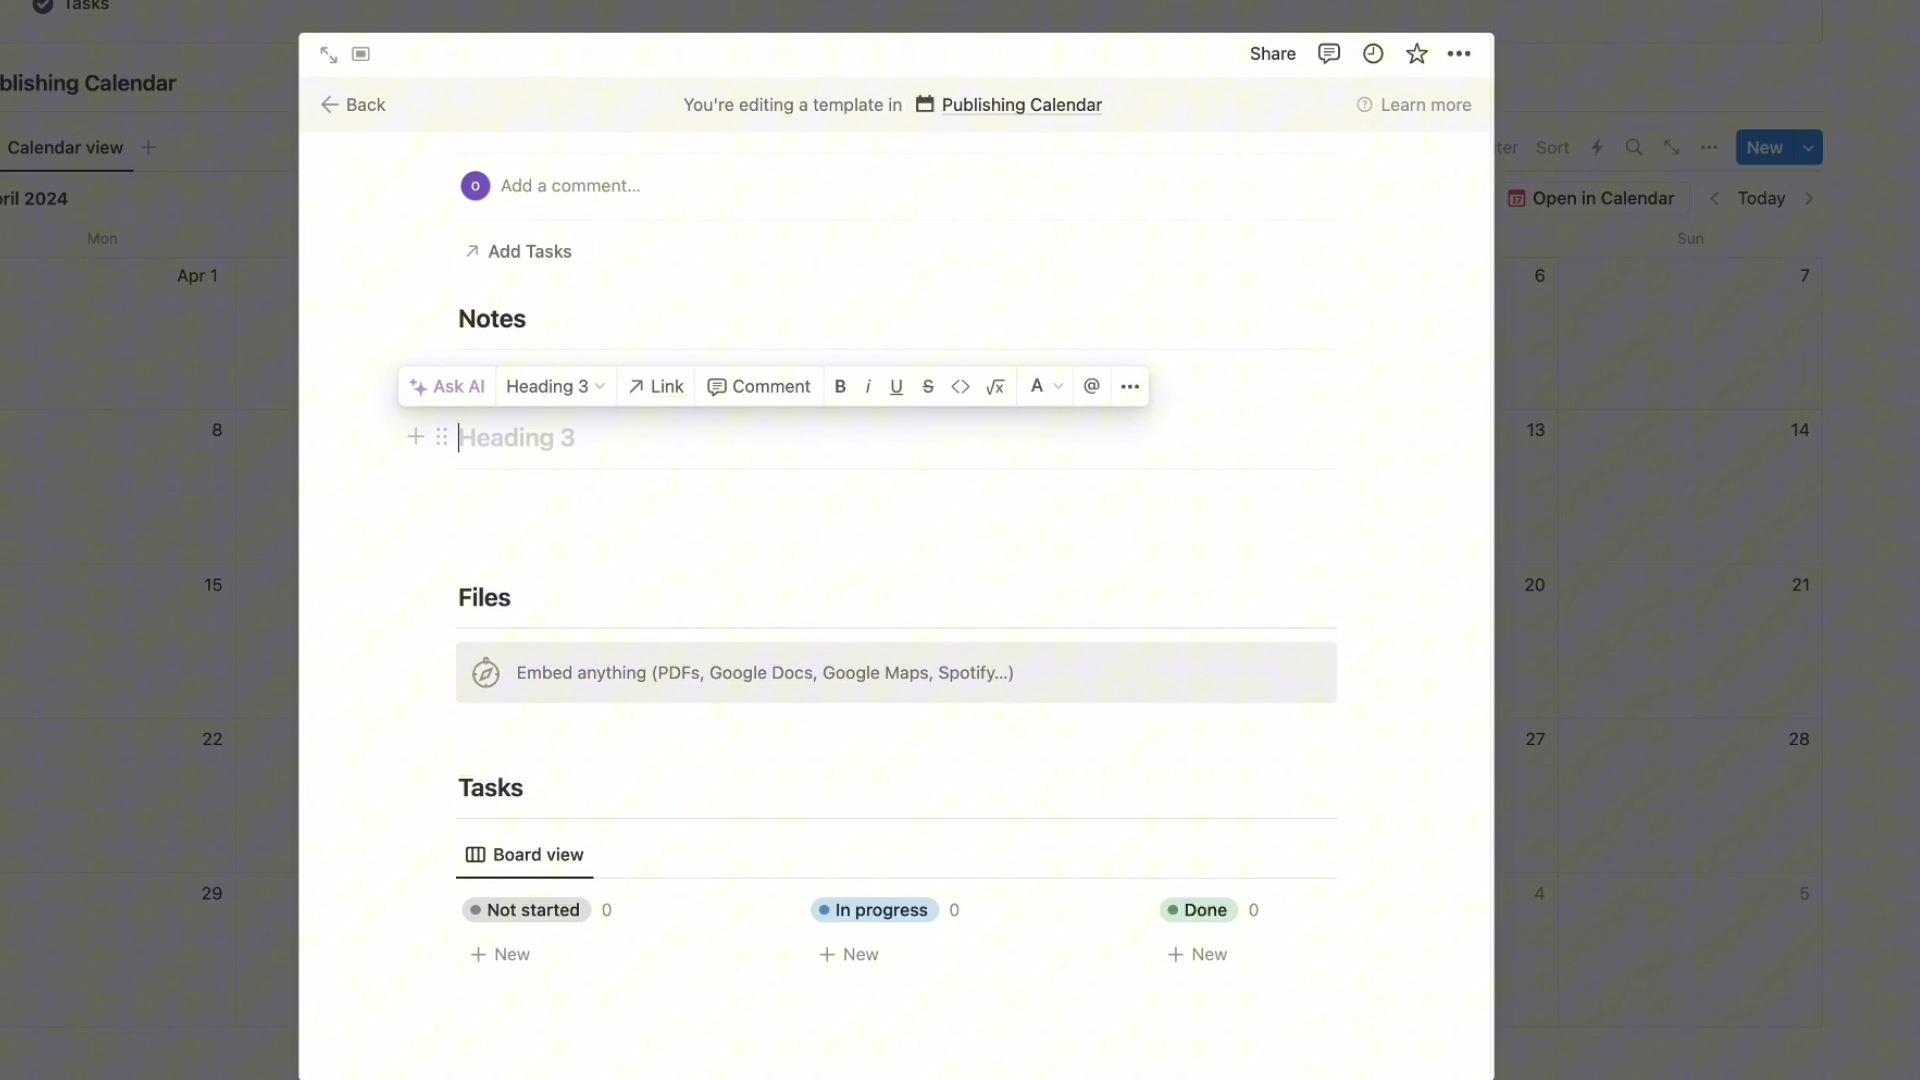 Tasks
Share
blishing Calendar
Back
You're editing a template in Publishing Calendar
Learn more
Calendar view
Sort
New
Add a comment...
ril 2024
17 Open in Calendar
Today
Mon
Sun
Add Tasks
Apr 1
6
7
Notes
Ask AI
Heading 3
Link
Comment
B i U S <> √x A @
8
Heading 3
13
14
15
20
21
Files
Embed anything (PDFs, Google Docs, Google Maps, Spotify...)
22
27
28
Tasks
Board view
29
Not started 0
In progress 0
Done 0
4
5
New
New
New